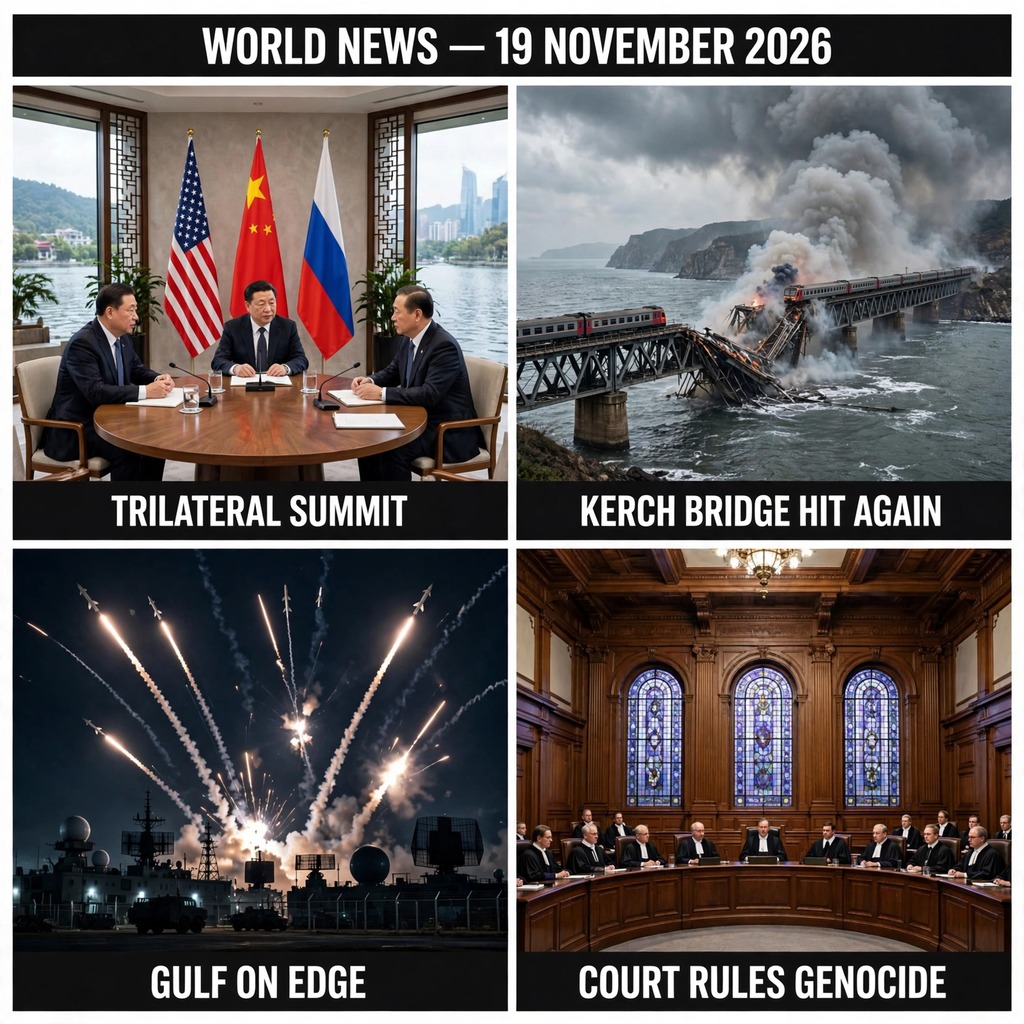 WORLD NEWS — 19 NOVEMBER 2026
TRILATERAL SUMMIT
KERCH BRIDGE HIT AGAIN
GULF ON EDGE
COURT RULES GENOCIDE